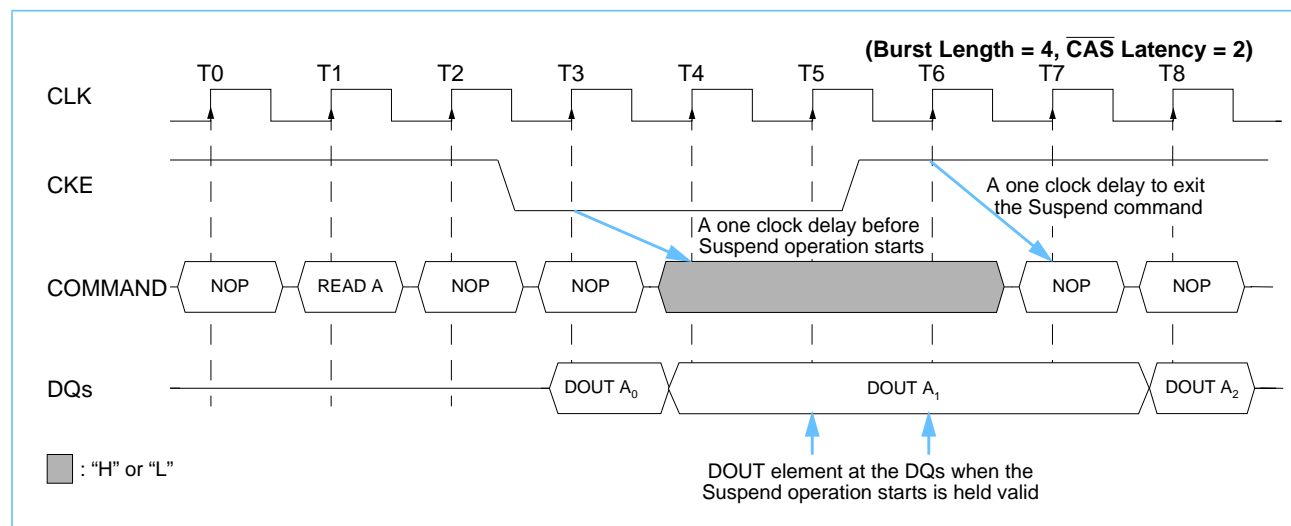 (Burst Length = 4, CAS Latency = 2)
T0 T1 T2 T3 T4 T5 T6 T7 T8
CLK
CKE
A one clock delay to exit
the Suspend command
A one clock delay before
Suspend operation starts
COMMAND NOP READ A NOP NOP NOP NOP
DQs DOUT A0 DOUT A1 DOUT A2
: “H” or “L”
DOUT element at the DQs when the
Suspend operation starts is held valid